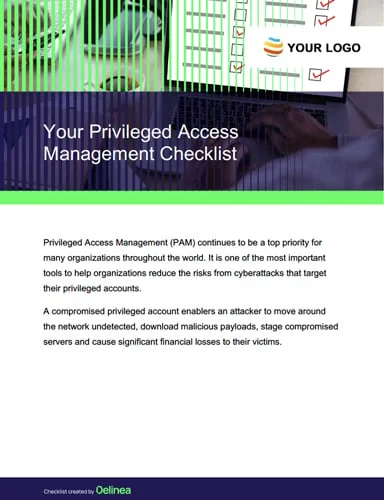 YOUR LOGO
Your Privileged Access
Management Checklist
Privileged Access Management (PAM) continues to be a top priority for
many organizations throughout the world. It is one of the most important
tools to help organizations reduce the risks from cyberattacks that target
their privileged accounts.
A compromised privileged account enablers an attacker to move around
the network undetected, download malicious payloads, stage compromised
servers and cause significant financial losses to their victims.
Checklist created by Delinea